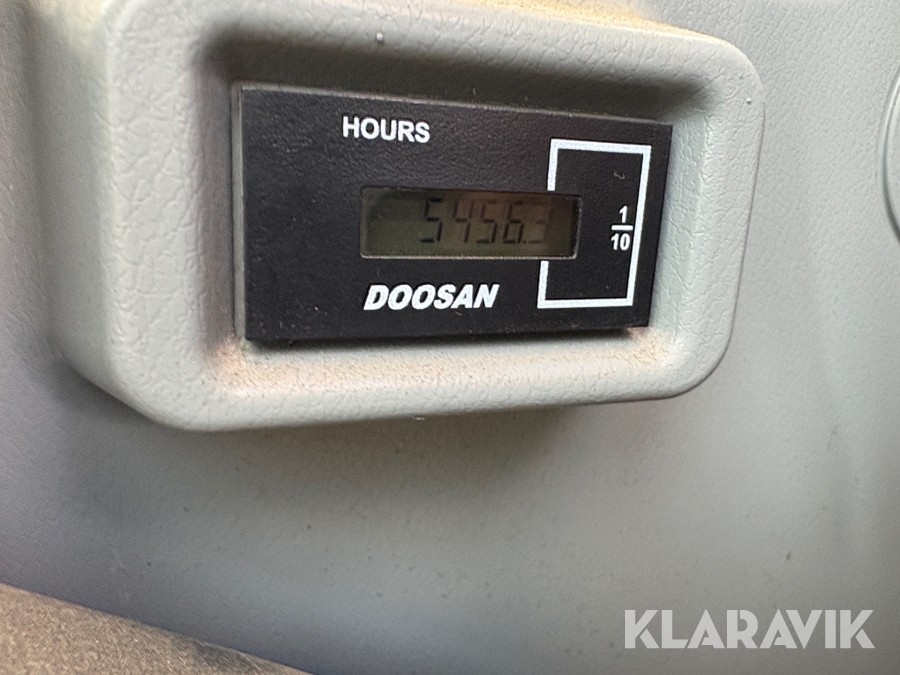 HOURS
5456.3
1
10
DOOSAN
KLARAVIK